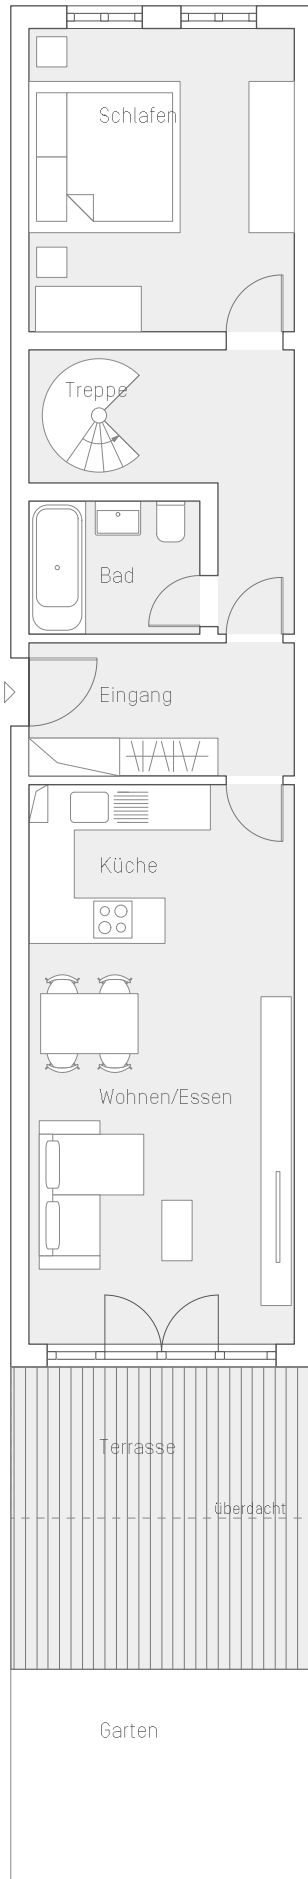 Schlafen
Treppe
Bad
Eingang
Küche
Wohnen/Essen
Terrasse
überdacht
Garten